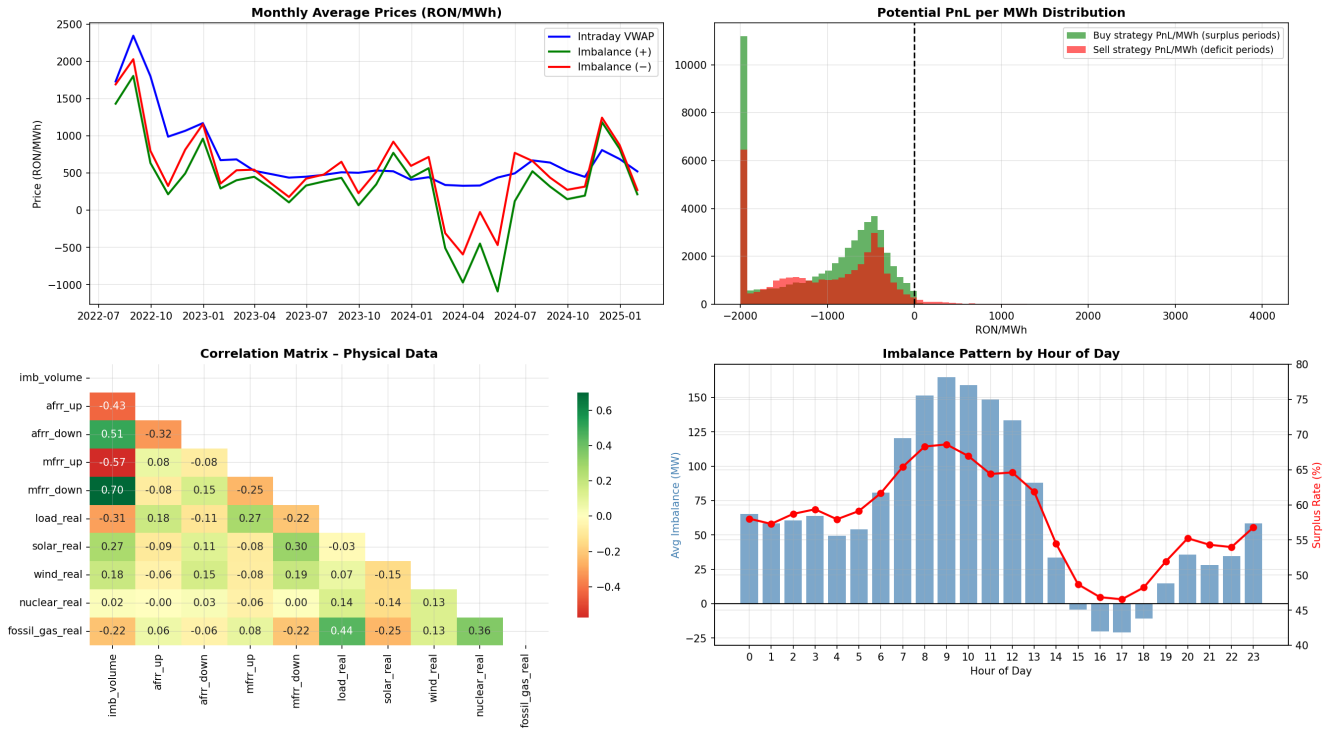 Monthly Average Prices (RON/MWh)
Price (RON/MWh)
2500
2000
1500
1000
500
0
−500
−1000
2022-07 2022-10 2023-01 2023-04 2023-07 2023-10 2024-01 2024-04 2024-07 2024-10 2025-01
Intraday VWAP
Imbalance (+)
Imbalance (−)
Potential PnL per MWh Distribution
10000
8000
6000
4000
2000
0
−2000 −1000 0 1000 2000 3000 4000
RON/MWh
Buy strategy PnL/MWh (surplus periods)
Sell strategy PnL/MWh (deficit periods)
Correlation Matrix – Physical Data
imb_volume
afrr_up -0.43
afrr_down 0.51 -0.32
mfrr_up -0.57 0.08 -0.08
mfrr_down 0.70 -0.08 0.15 -0.25
load_real -0.31 0.18 -0.11 0.27 -0.22
solar_real 0.27 -0.09 0.11 -0.08 0.30 -0.03
wind_real 0.18 -0.06 0.15 -0.08 0.19 0.07 -0.15
nuclear_real 0.02 -0.00 0.03 -0.06 0.00 0.14 -0.14 0.13
fossil_gas_real -0.22 0.06 -0.06 0.08 -0.22 0.44 -0.25 0.13 0.36
imb_volume afrr_up afrr_down mfrr_up mfrr_down load_real solar_real wind_real nuclear_real fossil_gas_real
0.6
0.4
0.2
0.0
−0.2
−0.4
Imbalance Pattern by Hour of Day
Avg Imbalance (MW)
150
125
100
75
50
25
0
−25
0 1 2 3 4 5 6 7 8 9 10 11 12 13 14 15 16 17 18 19 20 21 22 23
Hour of Day
80
75
70
65
60
55
50
45
40
Surplus Rate (%)